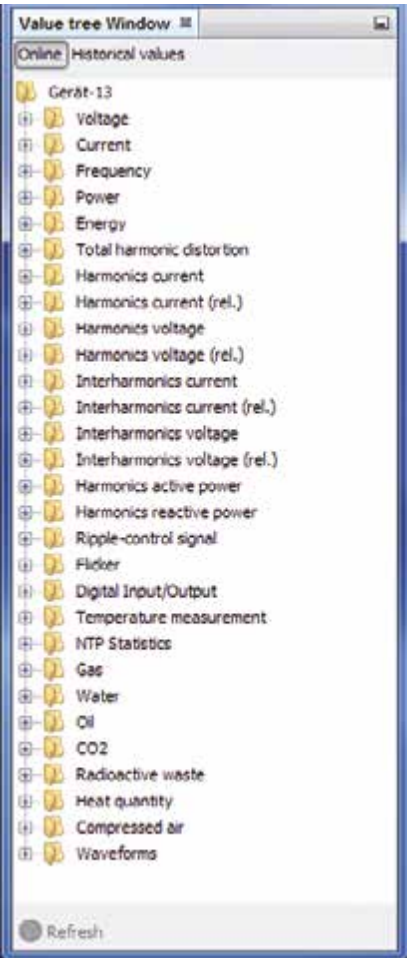 Value tree Window
Online Historical values
Gerät-13
Voltage
Current
Frequency
Power
Energy
Total harmonic distortion
Harmonics current
Harmonics current (rel.)
Harmonics voltage
Harmonics voltage (rel.)
Interharmonics current
Interharmonics current (rel.)
Interharmonics voltage
Interharmonics voltage (rel.)
Harmonics active power
Harmonics reactive power
Ripple-control signal
Flicker
Digital Input/Output
Temperature measurement
NTP Statistics
Gas
Water
Oil
CO2
Radioactive waste
Heat quantity
Compressed air
Waveforms
Refresh